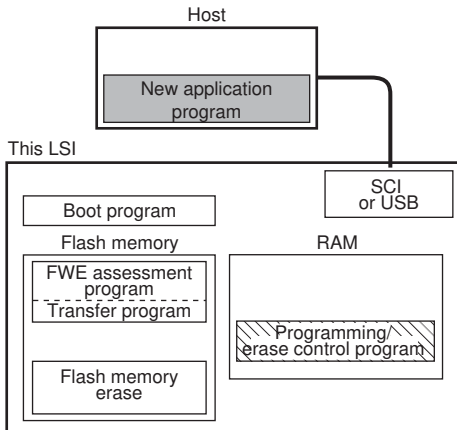 Host
New application
program
This LSI
SCI
or USB
Boot program
Flash memory
RAM
FWE assessment
program
Transfer program
Programming/
erase control program
Flash memory
erase